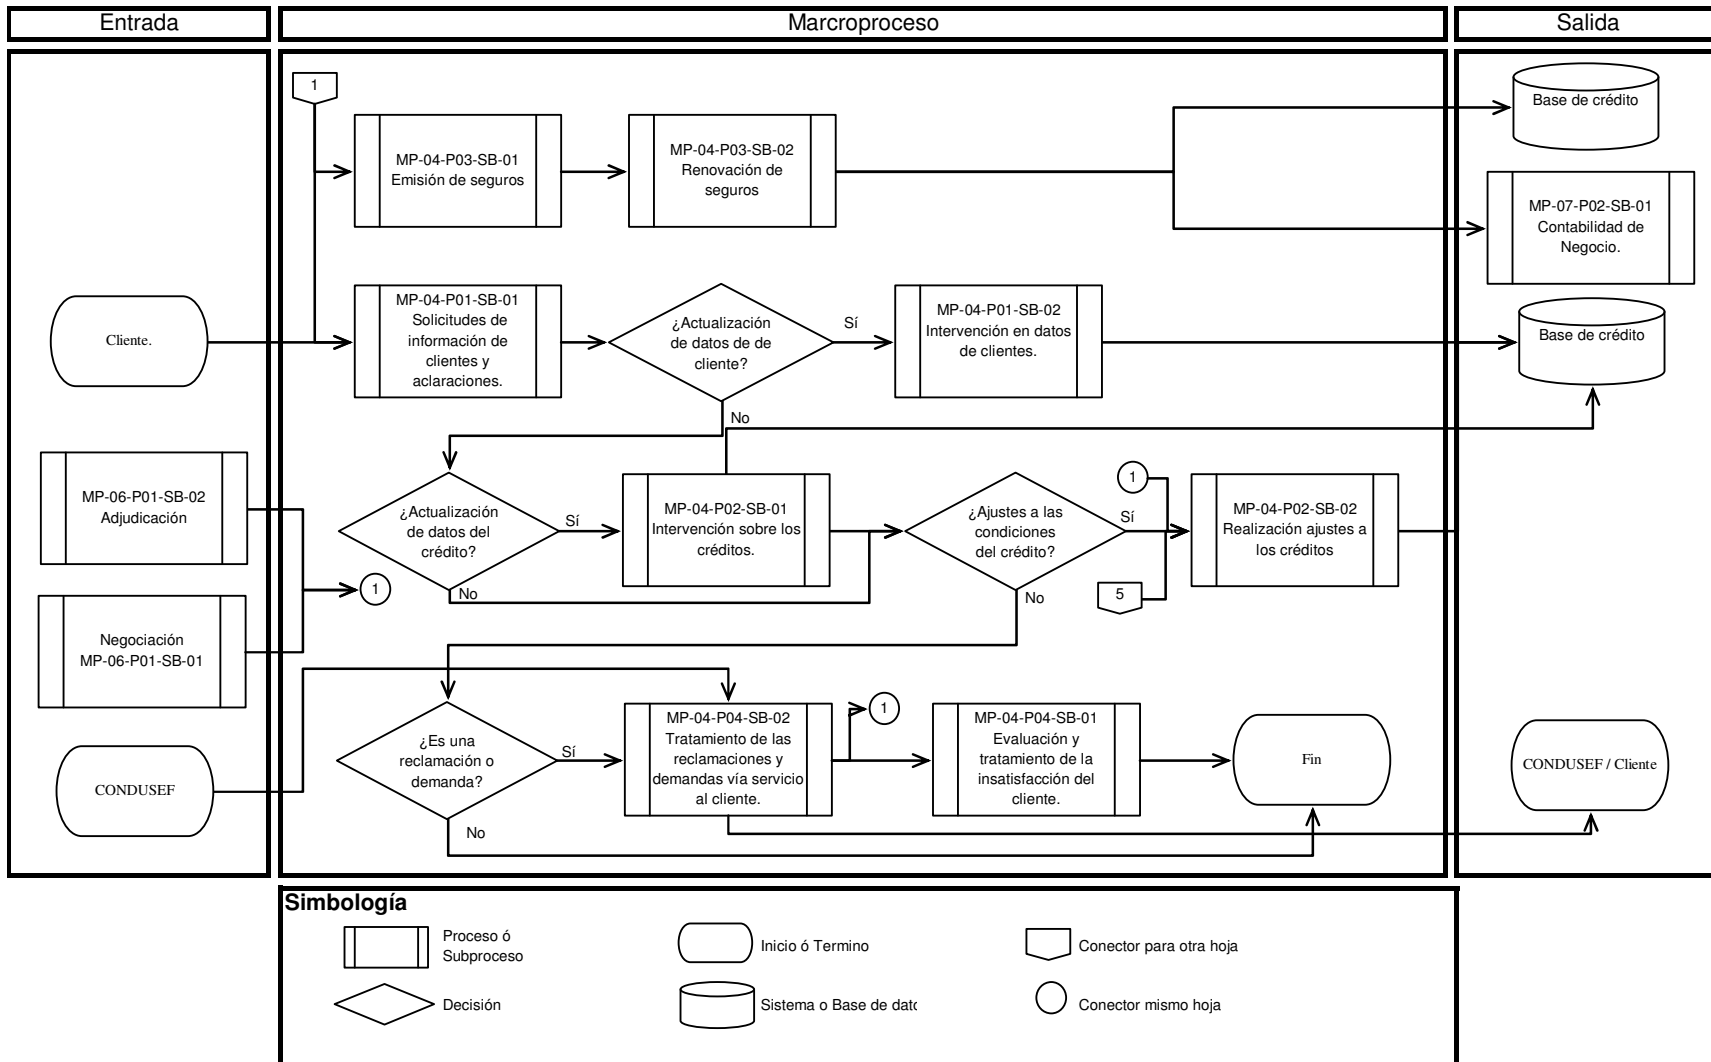 Entrada
Marcroproceso
Salida
1
Base de crédito
MP-04-P03-SB-01
Emisión de seguros
MP-04-P03-SB-02
Renovación de
seguros
MP-07-P02-SB-01
Contabilidad de
Negocio.
Cliente.
MP-04-P01-SB-01
Solicitudes de
información de
clientes y
aclaraciones.
¿Actualización
de datos de de
cliente?
Sí
No
MP-04-P01-SB-02
Intervención en datos
de clientes.
Base de crédito
MP-06-P01-SB-02
Adjudicación
Negociación
MP-06-P01-SB-01
1
¿Actualización
de datos del
crédito?
Sí
No
MP-04-P02-SB-01
Intervención sobre los
créditos.
¿Ajustes a las
condiciones
del crédito?
Sí
No
1
5
MP-04-P02-SB-02
Realización ajustes a
los créditos
CONDUSEF
¿Es una
reclamación o
demanda?
Sí
No
MP-04-P04-SB-02
Tratamiento de las
reclamaciones y
demandas vía servicio
al cliente.
1
MP-04-P04-SB-01
Evaluación y
tratamiento de la
insatisfacción del
cliente.
Fin
CONDUSEF / Cliente
Simbología
Proceso ó
Subproceso
Inicio ó Termino
Conector para otra hoja
Decisión
Sistema o Base de datc
Conector mismo hoja